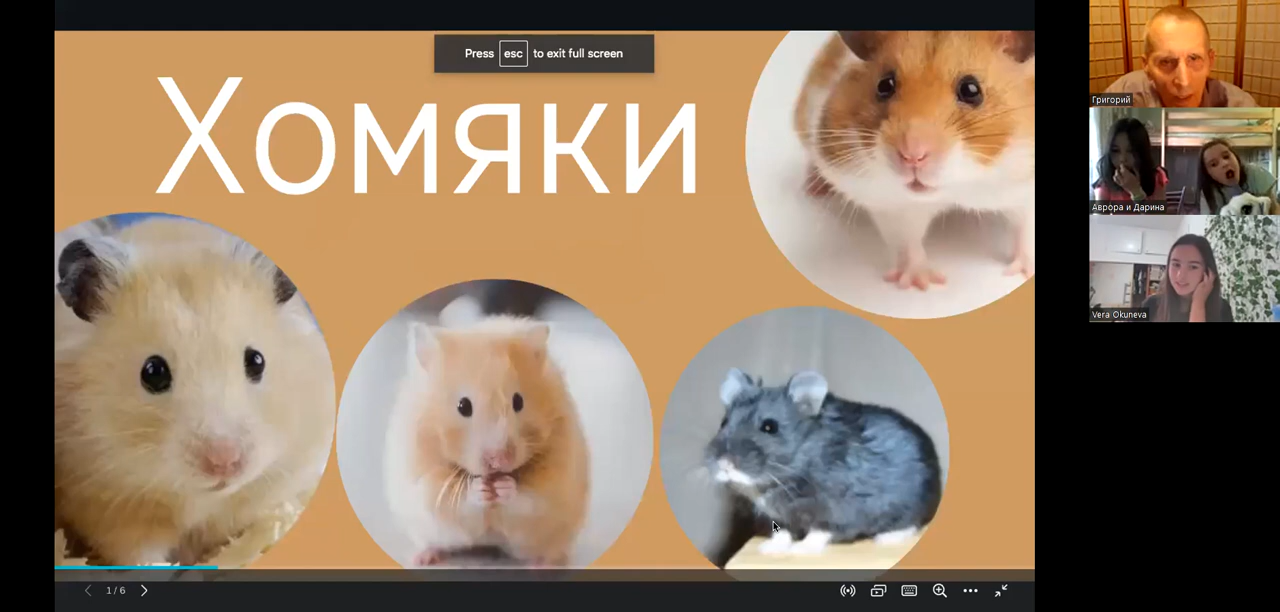 Press esc to exit full screen
Хомяки
Григорий
Аврора и Дарина
Vera Okuneva
1 / 6